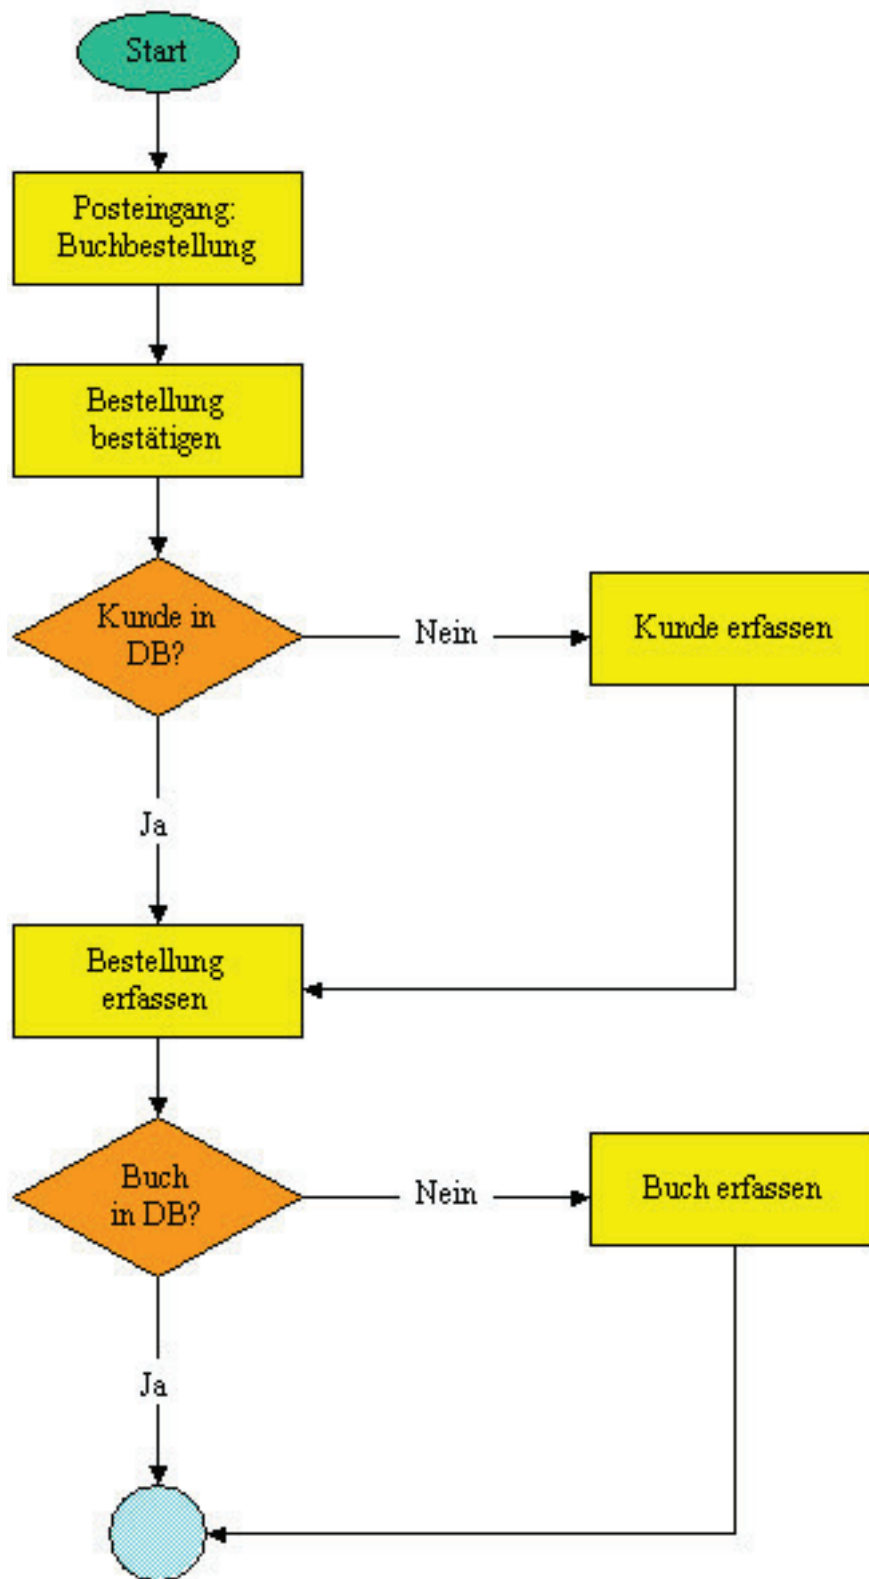 Start
Posteingang:
Buchbestellung
Bestellung
bestätigen
Kunde in
DB?
Nein
Kunde erfassen
Ja
Bestellung
erfassen
Buch
in DB?
Nein
Buch erfassen
Ja